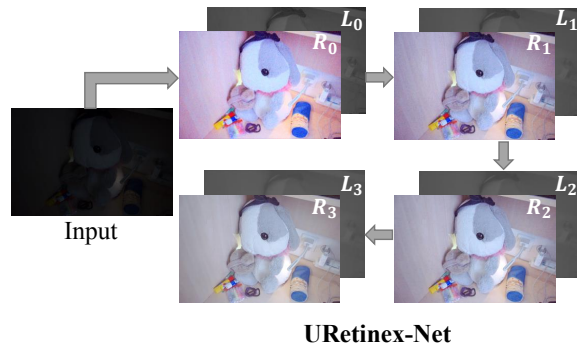 L₀
R₀
L₁
R₁
L₃
R₃
L₂
R₂
Input
URetinex-Net